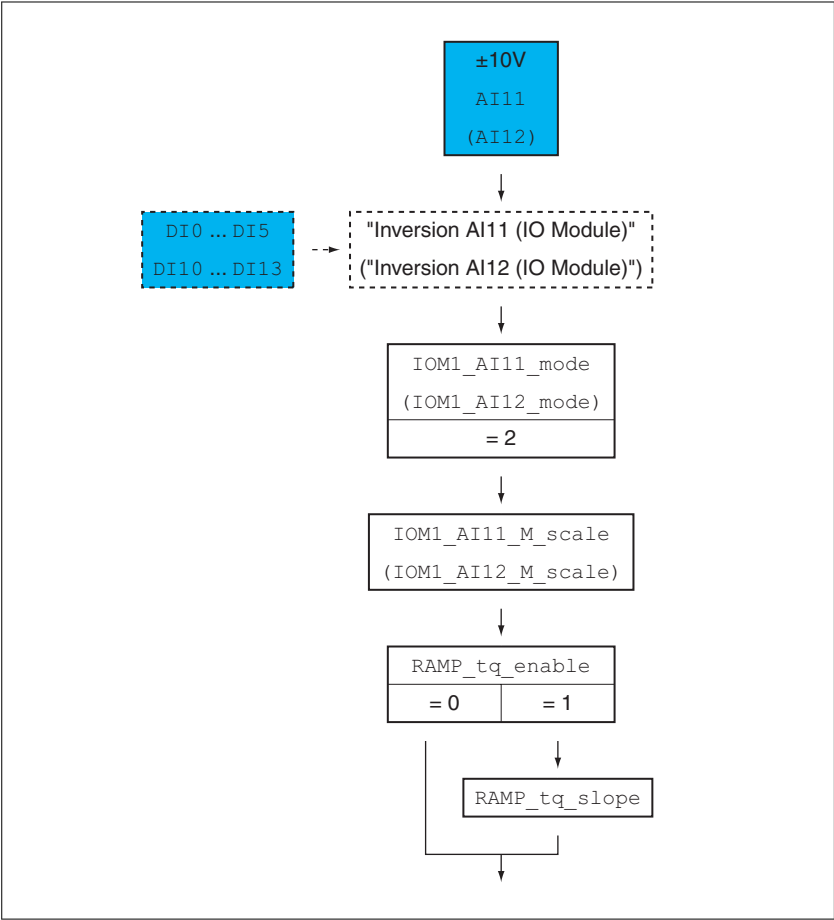 ±10V
AI11
(AI12)
DI0 ... DI5
DI10 ... DI13
"Inversion AI11 (IO Module)"
("Inversion AI12 (IO Module)")
IOM1_AI11_mode
(IOM1_AI12_mode)
= 2
IOM1_AI11_M_scale
(IOM1_AI12_M_scale)
RAMP_tq_enable
= 0
= 1
RAMP_tq_slope